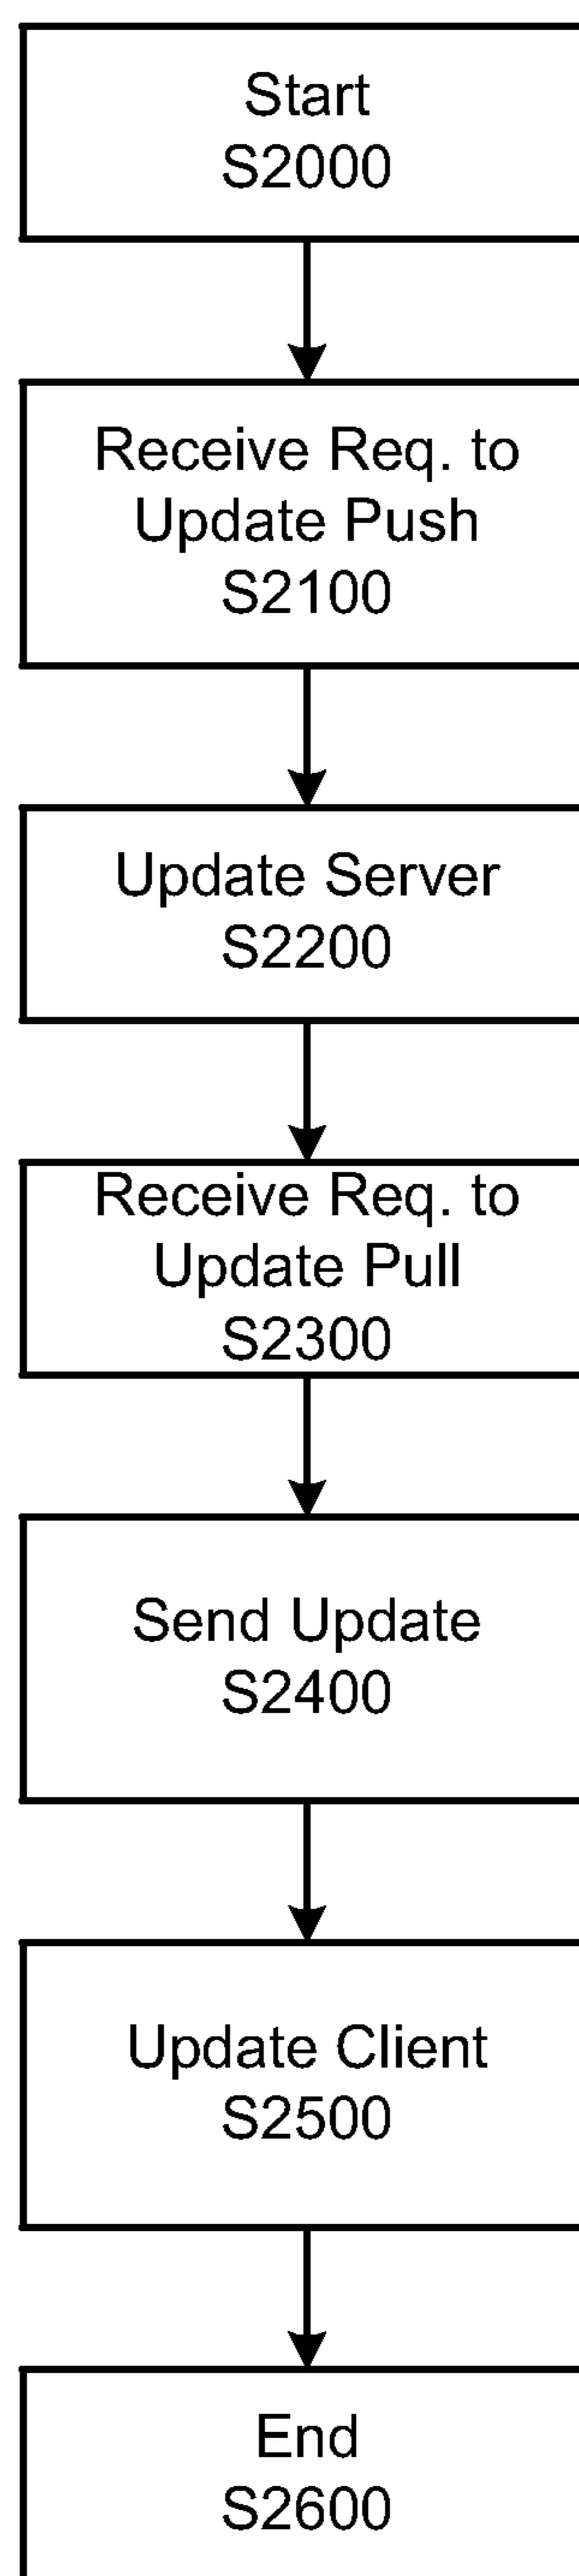 Start
S2000
Receive Req. to
Update Push
S2100
Update Server
S2200
Receive Req. to
Update Pull
S2300
Send Update
S2400
Update Client
S2500
End
S2600